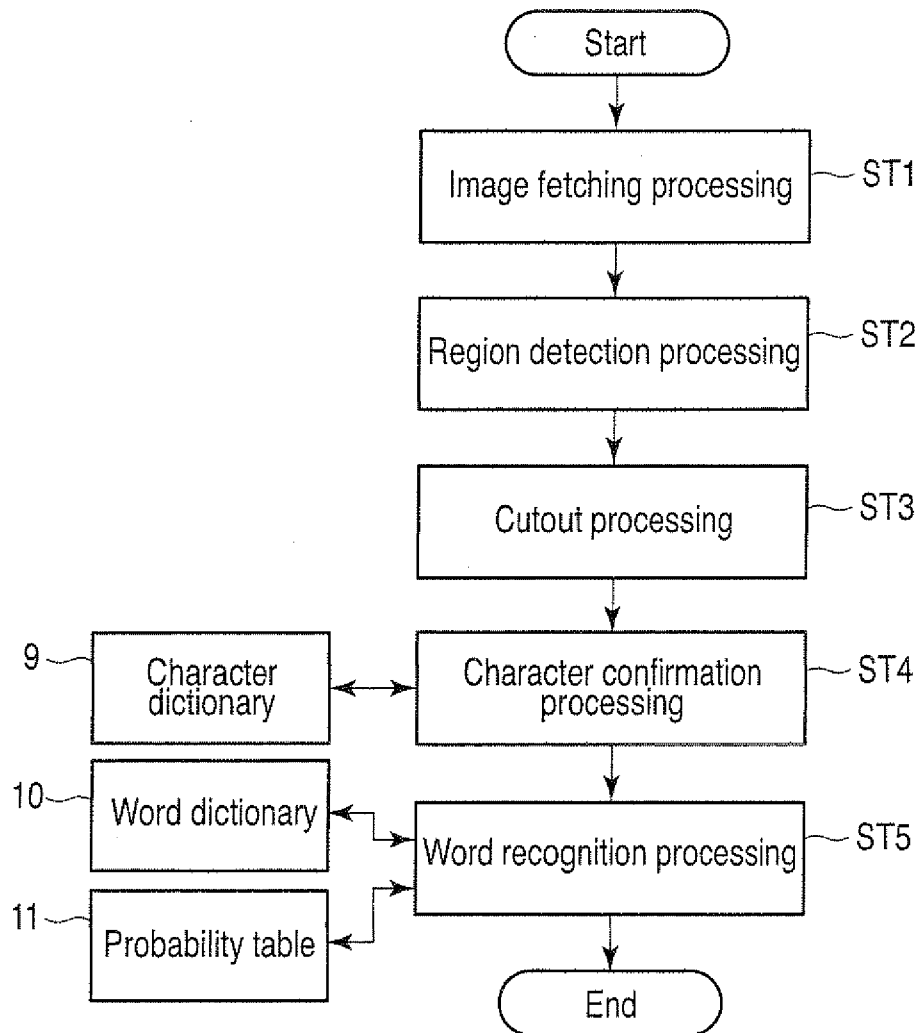 Start
Image fetching processing
ST1
Region detection processing
ST2
Cutout processing
ST3
9
Character
dictionary
Character confirmation
processing
ST4
10
Word dictionary
Word recognition processing
ST5
11
Probability table
End